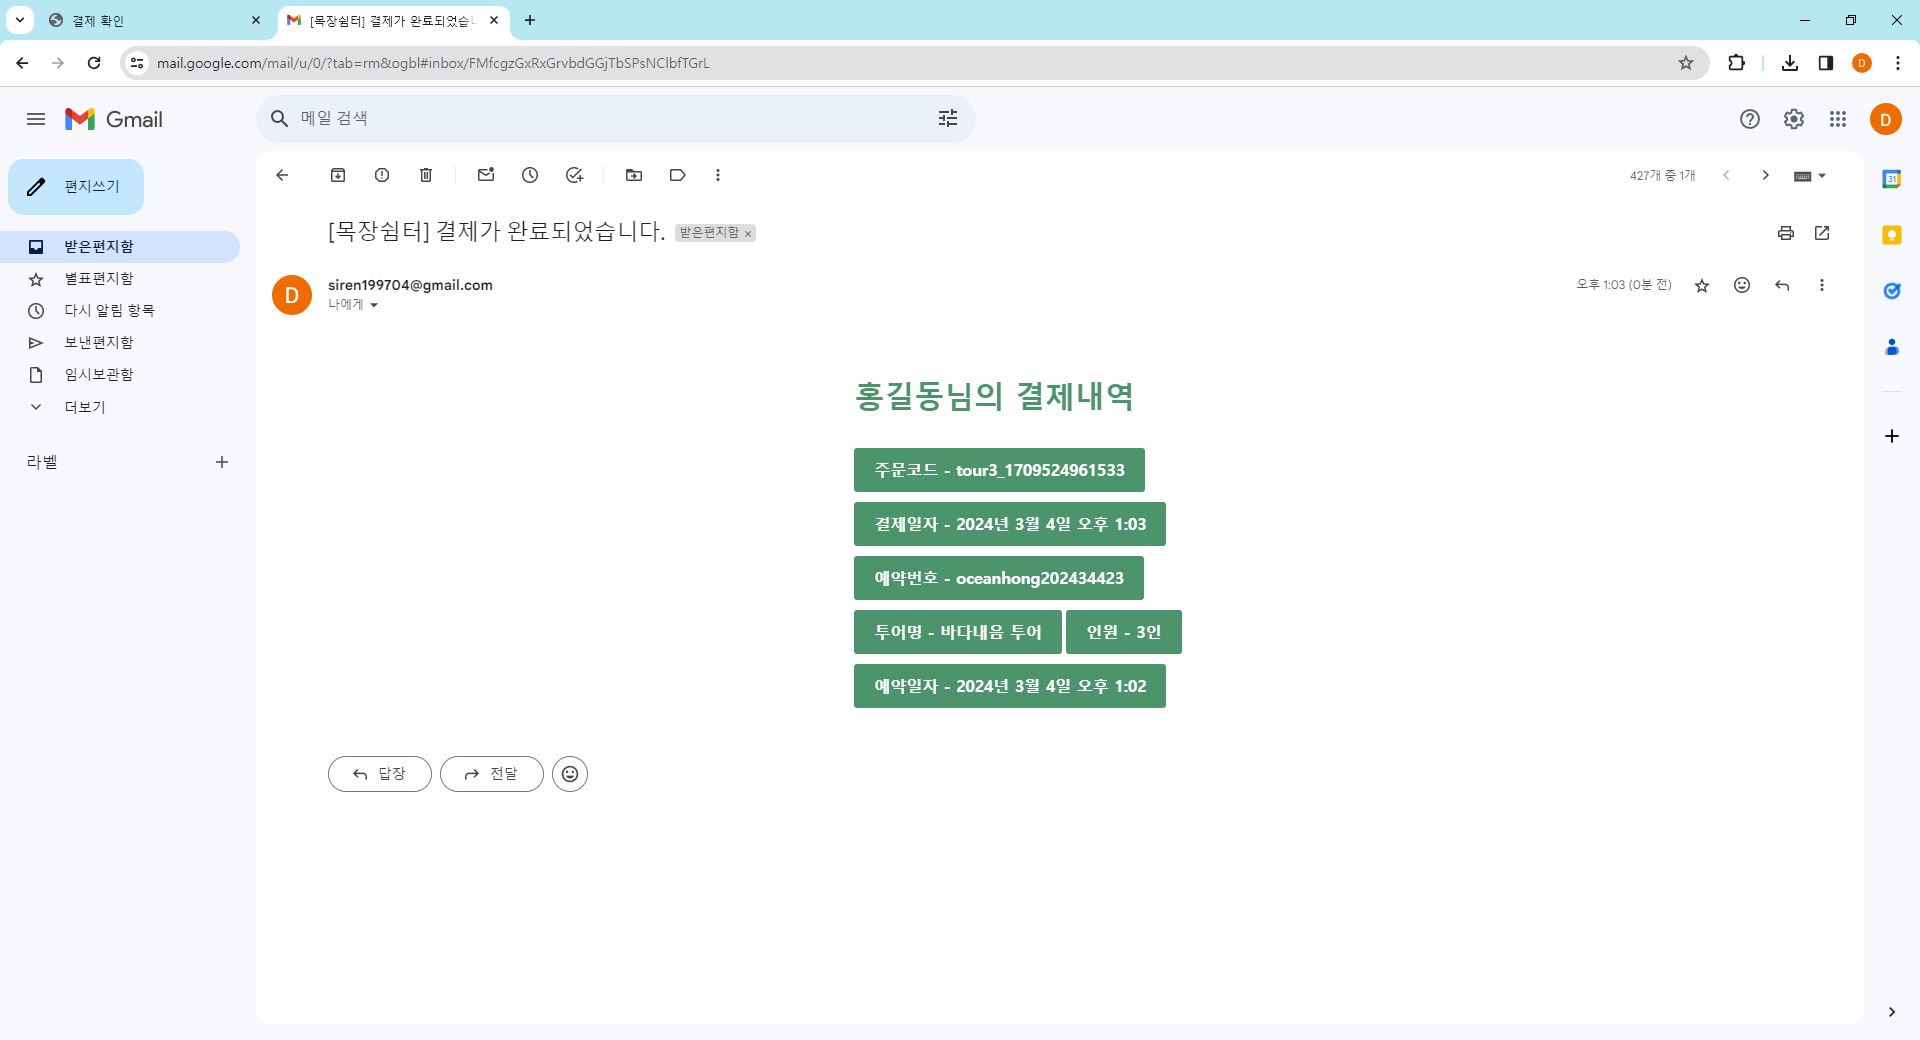 결제 확인
[목장쉼터] 결제가 완료되었습니
mail.google.com/mail/u/0/?tab=rm&ogbl#inbox/FMfcgzGxRxGrvbdGGjTbSPsNClbfTGrL
D
Gmail
메일 검색
D
편지쓰기
427개 중 1개
31
[목장쉼터] 결제가 완료되었습니다. 받은편지함 ×
받은편지함
별표편지함
다시 알림 항목
보낸편지함
임시보관함
더보기
라벨
D
siren199704@gmail.com
오후 1:03 (0분 전)
나에게
홍길동님의 결제내역
주문코드 - tour3_1709524961533
결제일자 - 2024년 3월 4일 오후 1:03
예약번호 - oceanhong202434423
투어명 - 바다내음 투어 인원 - 3인
예약일자 - 2024년 3월 4일 오후 1:02
답장 전달